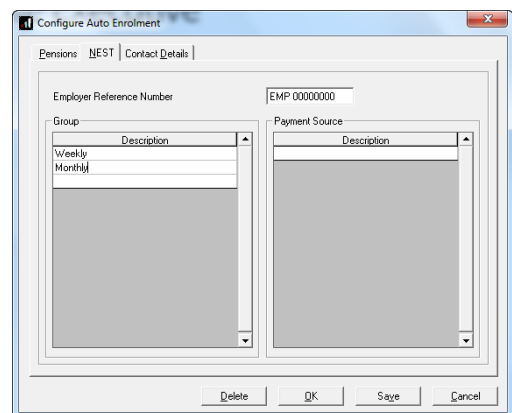 Configure Auto Enrolment
Pensions NEST Contact Details
Employer Reference Number EMP 00000000
Group Payment Source
Description Description
Weekly
Monthly
Delete OK Save Cancel